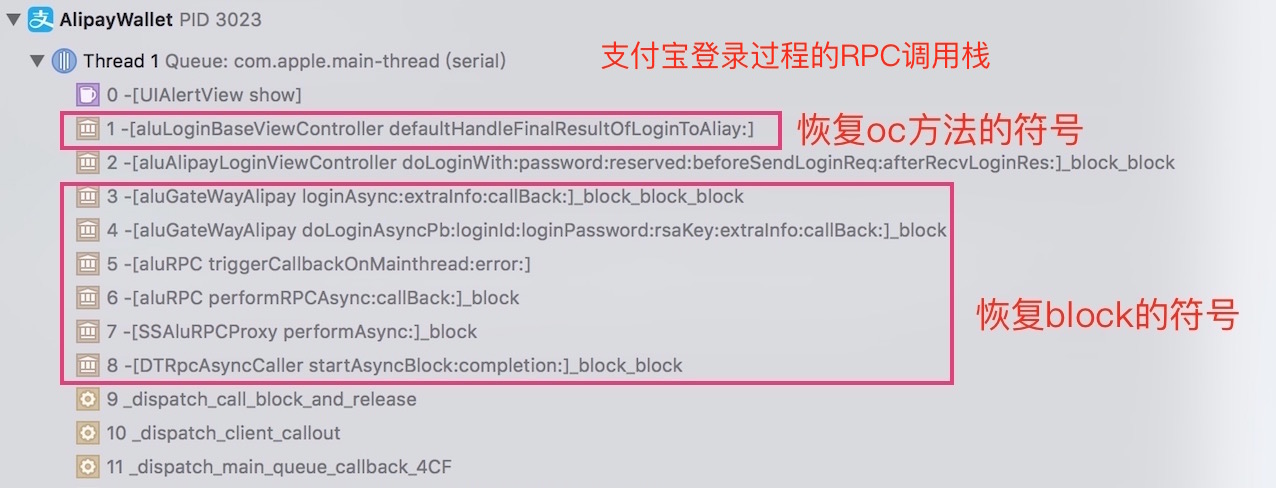 支 AlipayWallet PID 3023
Thread 1 Queue: com.apple.main-thread (serial)
支付宝登录过程的RPC调用栈
0 -[UIAlertView show]
1 -[aluLoginBaseViewController defaultHandleFinalResultOfLoginToAliay:]
恢复oc方法的符号
2 -[aluAlipayLoginViewController doLoginWith:password:reserved:beforeSendLoginReq:afterRecvLoginRes:]_block_block
3 -[aluGateWayAlipay loginAsync:extraInfo:callBack:]_block_block_block
4 -[aluGateWayAlipay doLoginAsyncPb:loginId:loginPassword:rsaKey:extraInfo:callBack:]_block
5 -[aluRPC triggerCallbackOnMainthread:error:]
6 -[aluRPC performRPCAsync:callBack:]_block
恢复block的符号
7 -[SSAluRPCProxy performAsync:]_block
8 -[DTRpcAsyncCaller startAsyncBlock:completion:]_block_block
9 _dispatch_call_block_and_release
10 _dispatch_client_callout
11 _dispatch_main_queue_callback_4CF